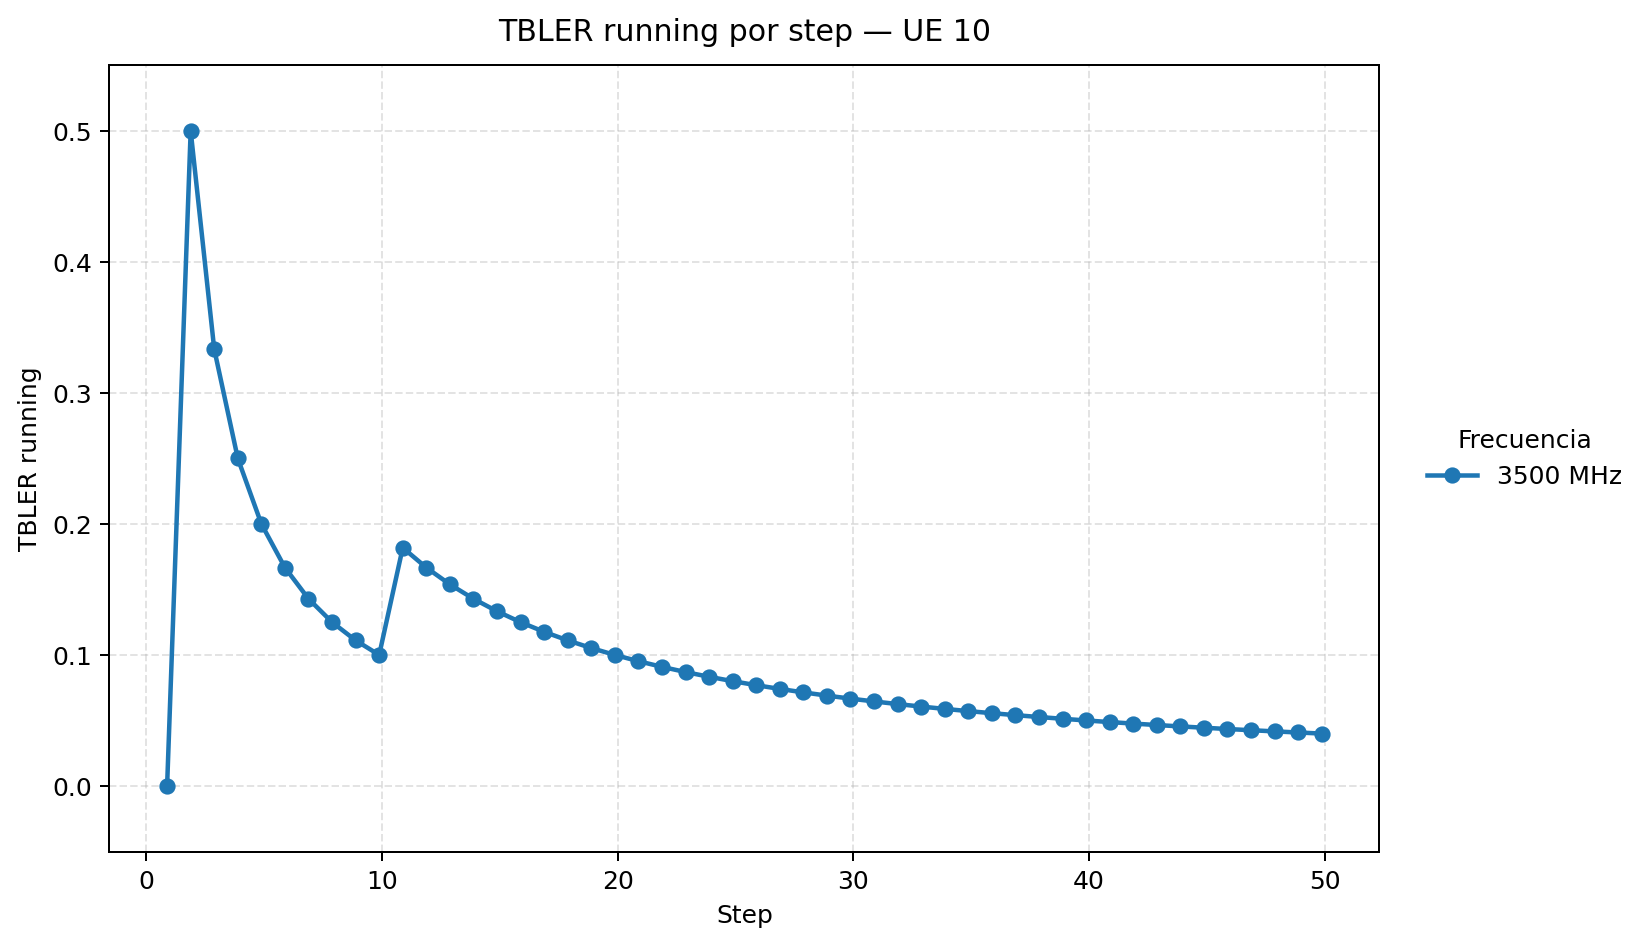 TBLER running por step — UE 10
TBLER running
0.5
0.4
0.3
0.2
0.1
0.0
0 10 20 30 40 50
Step
Frecuencia
3500 MHz